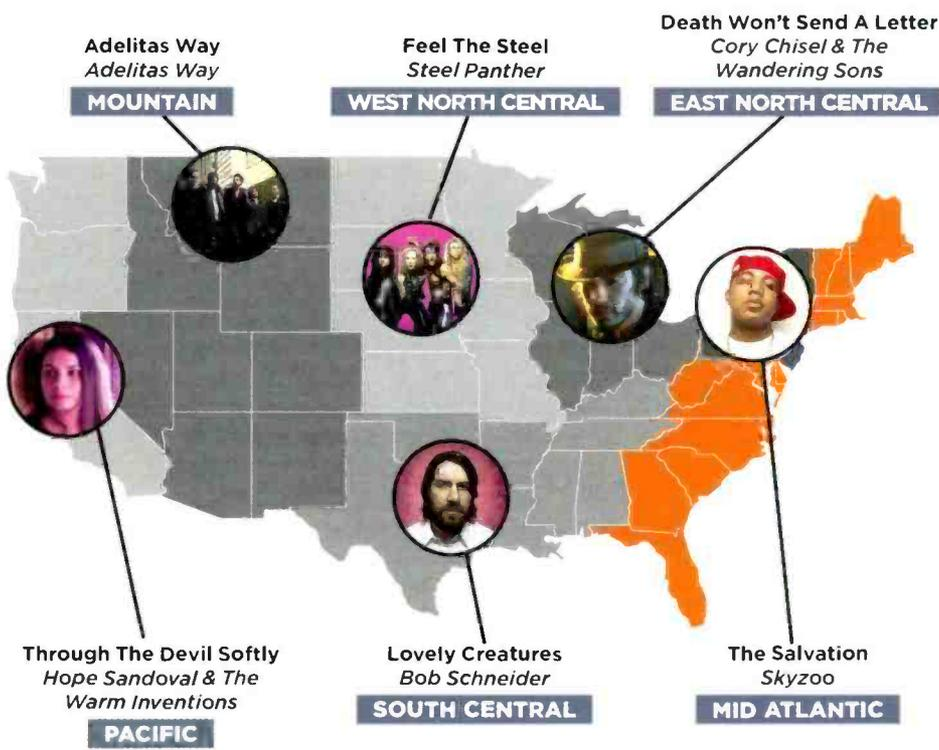 Adelitas Way
Adelitas Way
MOUNTAIN
Feel The Steel
Steel Panther
WEST NORTH CENTRAL
Death Won't Send A Letter
Cory Chisel & The
Wandering Sons
EAST NORTH CENTRAL
Through The Devil Softly
Hope Sandoval & The
Warm Inventions
PACIFIC
Lovely Creatures
Bob Schneider
SOUTH CENTRAL
The Salvation
Skyzoo
MID ATLANTIC